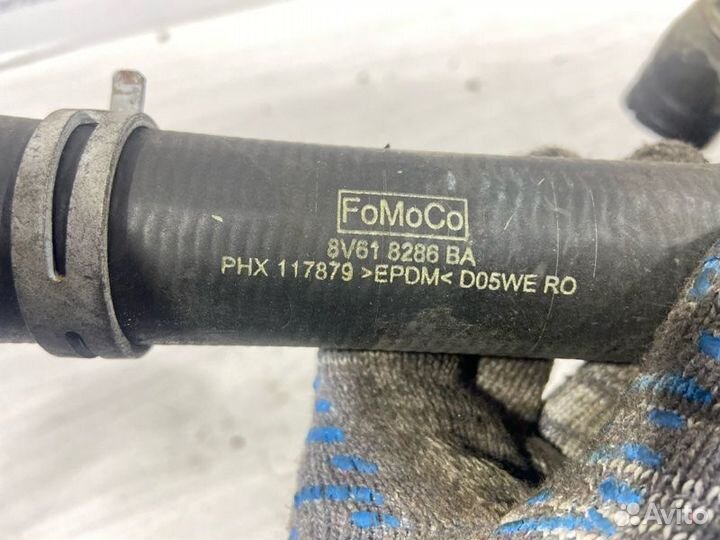 FoMoCo
8V61 8286 BA
PHX 117879 >EPDM< D05WE RO
Avito